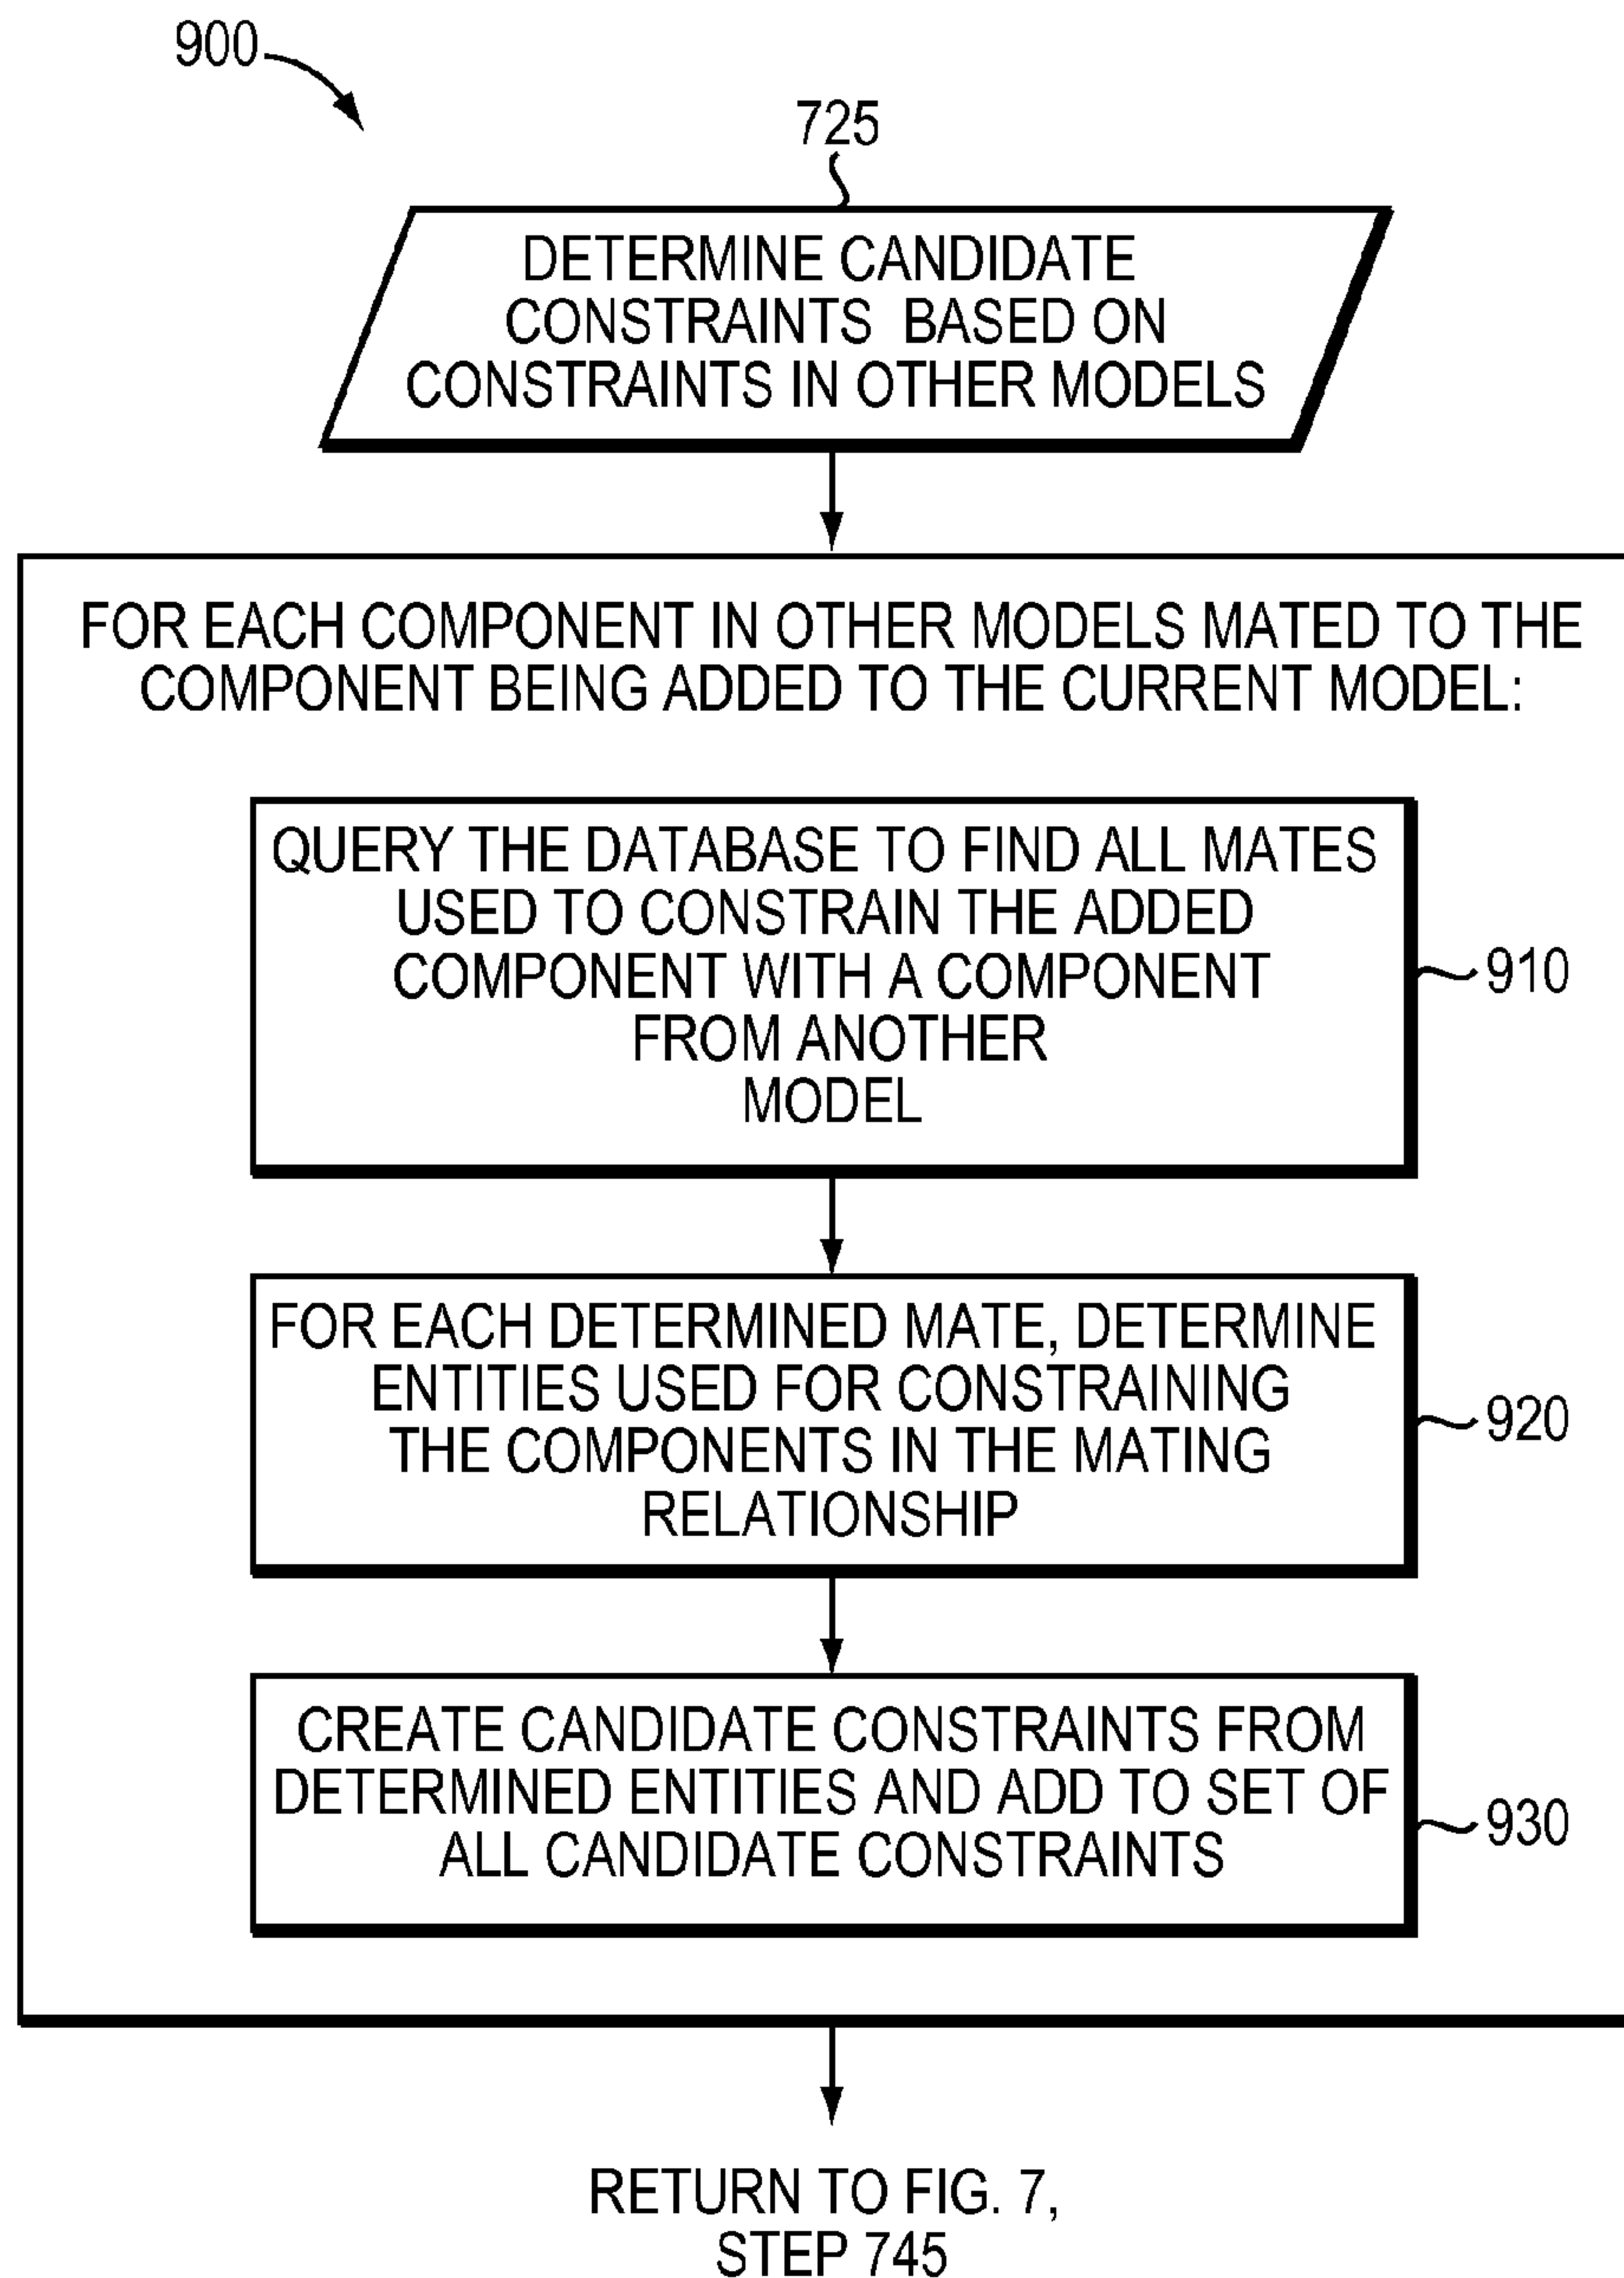 900
725
DETERMINE CANDIDATE
CONSTRAINTS BASED ON
CONSTRAINTS IN OTHER MODELS
FOR EACH COMPONENT IN OTHER MODELS MATED TO THE
COMPONENT BEING ADDED TO THE CURRENT MODEL:
QUERY THE DATABASE TO FIND ALL MATES
USED TO CONSTRAIN THE ADDED
COMPONENT WITH A COMPONENT
FROM ANOTHER
MODEL
910
FOR EACH DETERMINED MATE, DETERMINE
ENTITIES USED FOR CONSTRAINING
THE COMPONENTS IN THE MATING
RELATIONSHIP
920
CREATE CANDIDATE CONSTRAINTS FROM
DETERMINED ENTITIES AND ADD TO SET OF
ALL CANDIDATE CONSTRAINTS
930
RETURN TO FIG. 7,
STEP 745